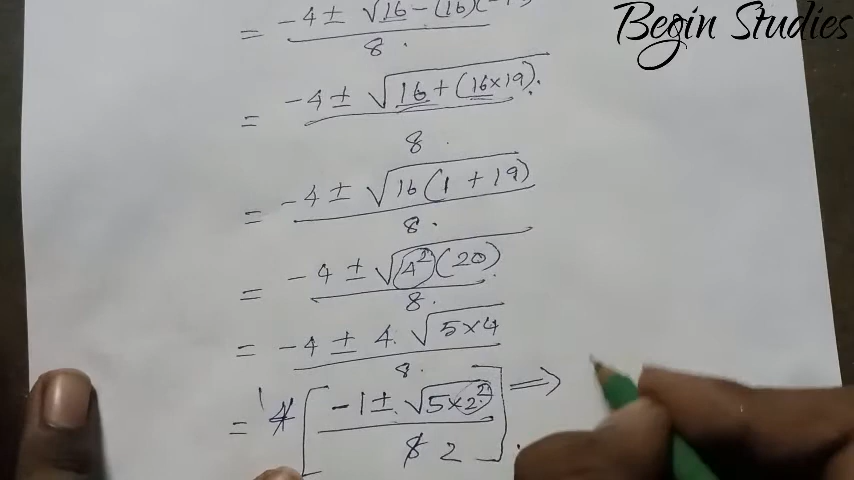 Begin Studies
= -4 ± √16 - (16)(-19
8
= -4 ± √16 + (16×19)
8
= -4 ± √16(1 + 19)
8
= -4 ± √4²(20)
8
= -4 ± 4 √5×4
8
= 4 [ -1 ± √5×2² ] ⇒
8 2